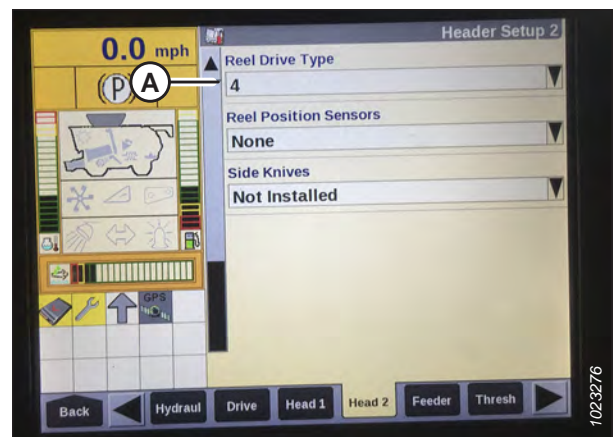 0.0 mph
(P)
A
Header Setup 2
Reel Drive Type
4
Reel Position Sensors
None
Side Knives
Not Installed
GPS
Back
Hydraul
Drive
Head 1
Head 2
Feeder
Thresh
1023276